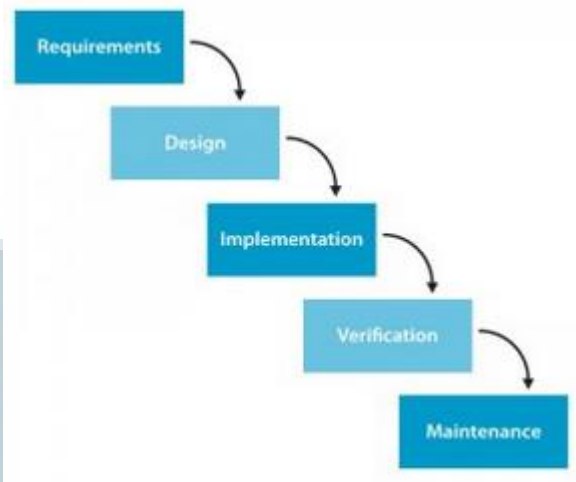 Requirements
Design
Implementation
Verification
Maintenance